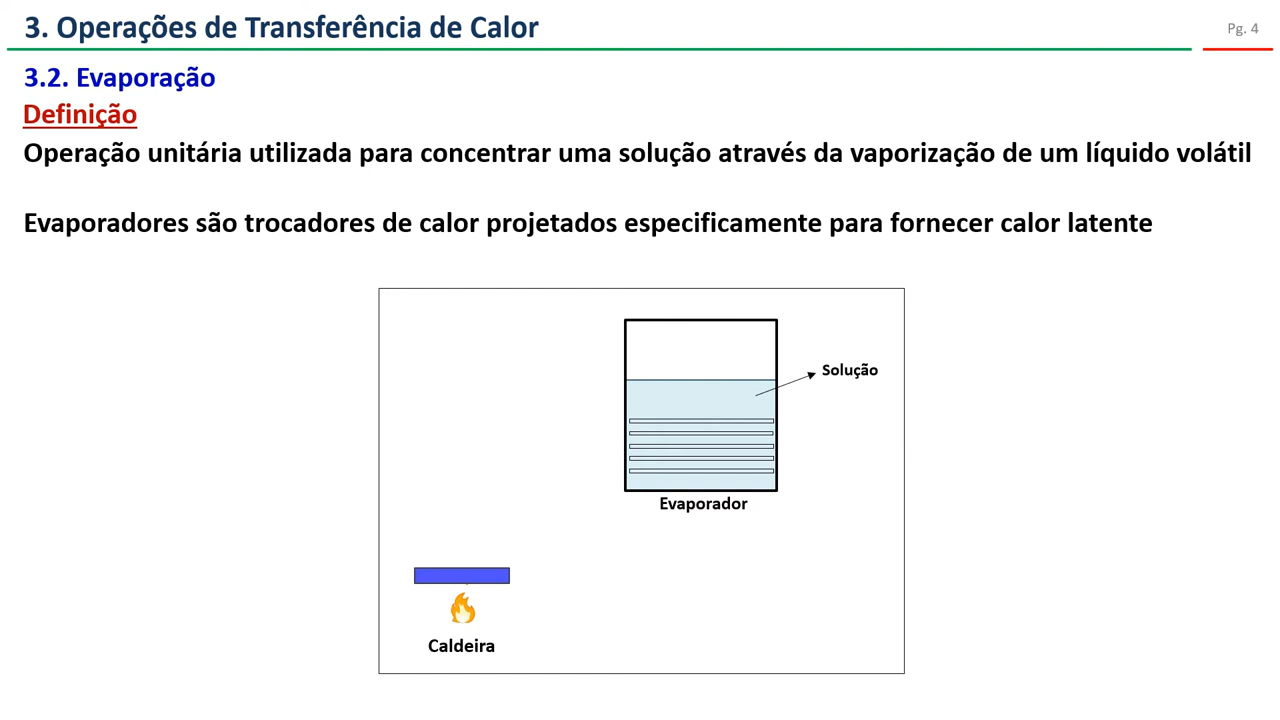 3. Operações de Transferência de Calor
Pg. 4
3.2. Evaporação
Definição
Operação unitária utilizada para concentrar uma solução através da vaporização de um líquido volátil
Evaporadores são trocadores de calor projetados especificamente para fornecer calor latente
Solução
Evaporador
Caldeira